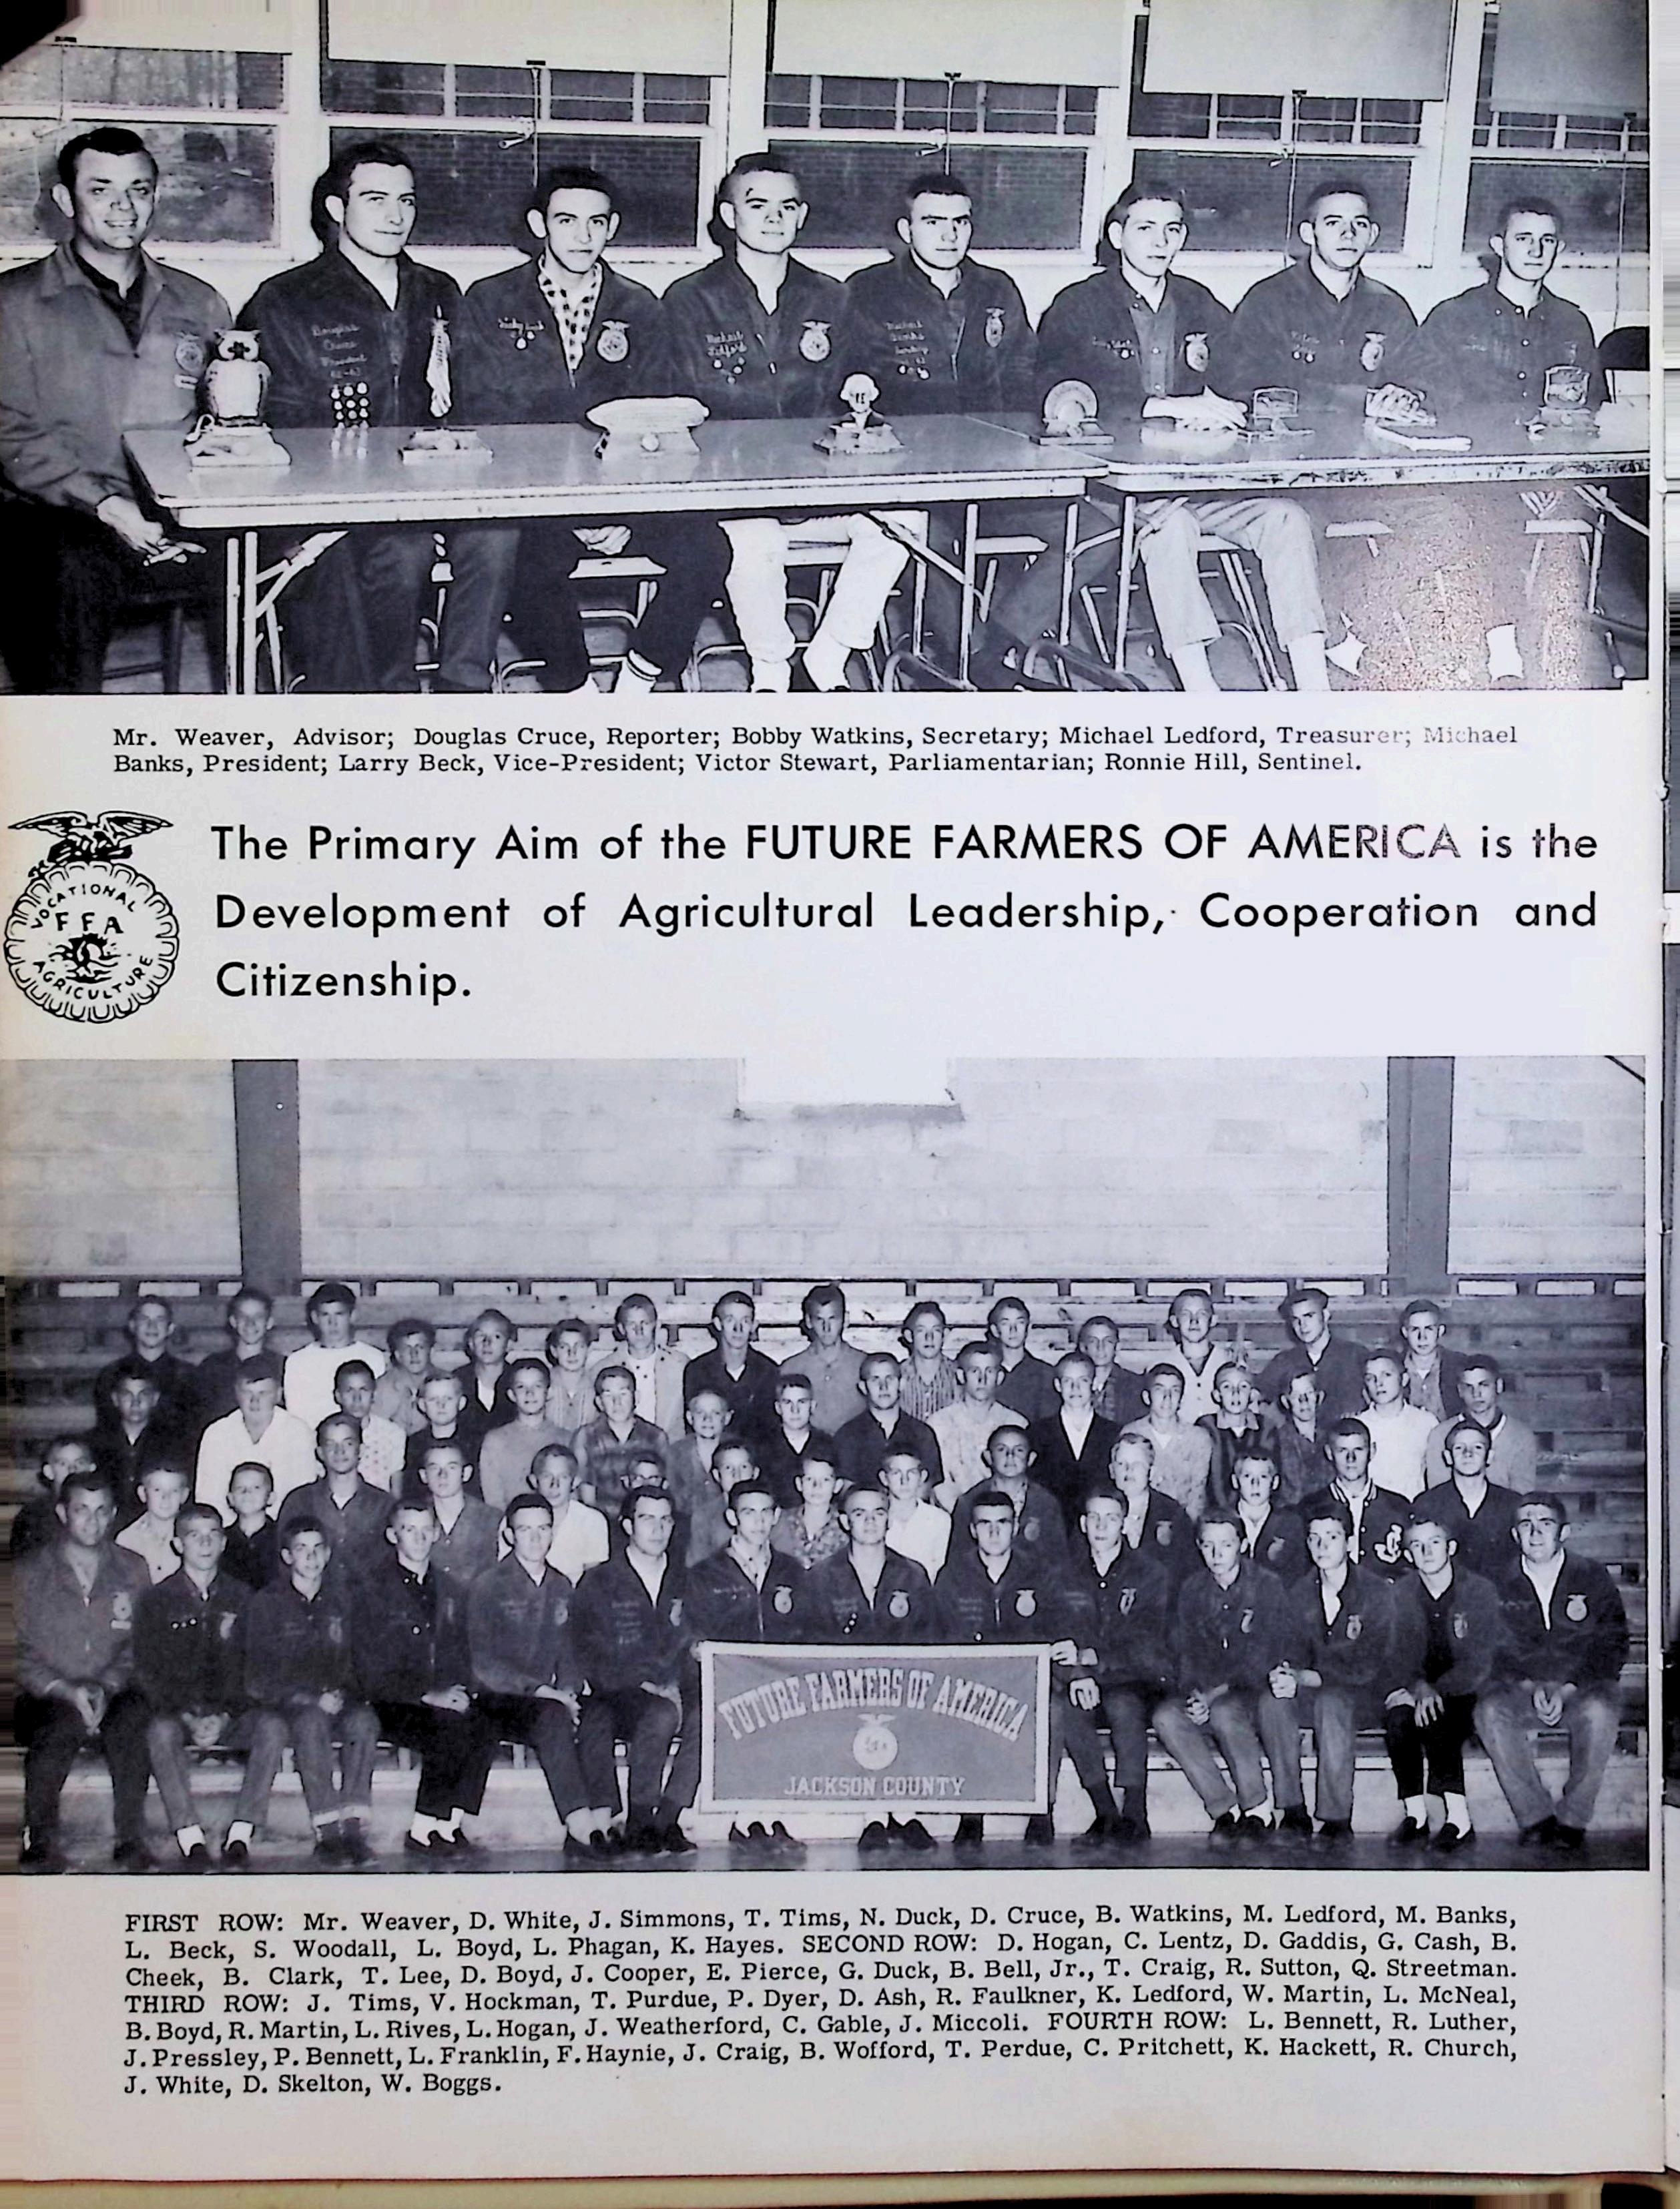 Mr. Weaver, Advisor; Douglas Cruce, Reporter; Bobby Watkins, Secretary; Michael Ledford, Treasurer; Michael
Banks, President; Larry Beck, Vice-President; Victor Stewart, Parliamentarian; Ronnie Hill, Sentinel.
VOCATIONAL
FFA
AGRICULTURE
The Primary Aim of the FUTURE FARMERS OF AMERICA is the
Development of Agricultural Leadership, Cooperation and
Citizenship.
FUTURE FARMERS OF AMERICA
JACKSON COUNTY
FIRST ROW: Mr. Weaver, D. White, J. Simmons, T. Tims, N. Duck, D. Cruce, B. Watkins, M. Ledford, M. Banks,
L. Beck, S. Woodall, L. Boyd, L. Phagan, K. Hayes. SECOND ROW: D. Hogan, C. Lentz, D. Gaddis, G. Cash, B.
Cheek, B. Clark, T. Lee, D. Boyd, J. Cooper, E. Pierce, G. Duck, B. Bell, Jr., T. Craig, R. Sutton, Q. Streetman.
THIRD ROW: J. Tims, V. Hockman, T. Purdue, P. Dyer, D. Ash, R. Faulkner, K. Ledford, W. Martin, L. McNeal,
B. Boyd, R. Martin, L. Rives, L. Hogan, J. Weatherford, C. Gable, J. Miccoli. FOURTH ROW: L. Bennett, R. Luther,
J. Pressley, P. Bennett, L. Franklin, F. Haynie, J. Craig, B. Wofford, T. Perdue, C. Pritchett, K. Hackett, R. Church,
J. White, D. Skelton, W. Boggs.